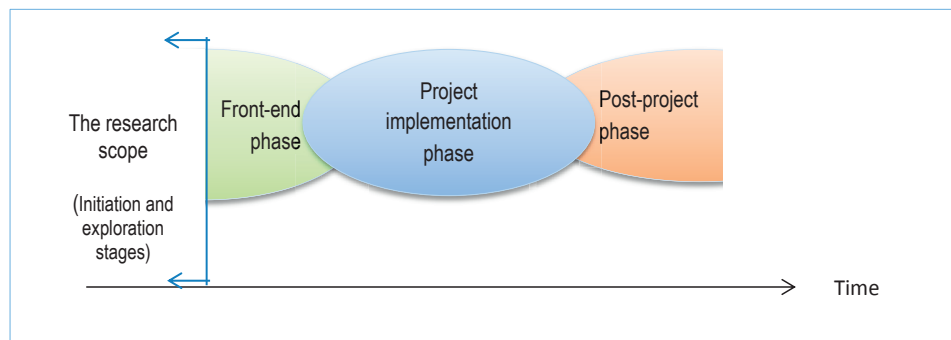 The research
scope
(Initiation and
exploration
stages)
Front-end
phase
Project
implementation
phase
Post-project
phase
Time